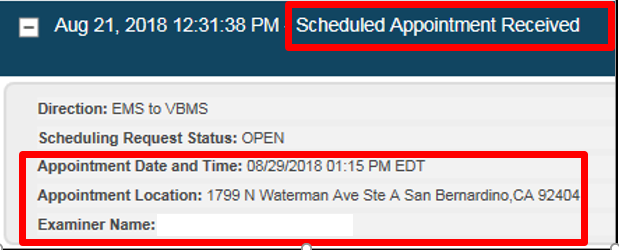 Aug 21, 2018 12:31:38 PM - Scheduled Appointment Received
Direction: EMS to VBMS
Scheduling Request Status: OPEN
Appointment Date and Time: 08/29/2018 01:15 PM EDT
Appointment Location: 1799 N Waterman Ave Ste A San Bernardino,CA 92404
Examiner Name: